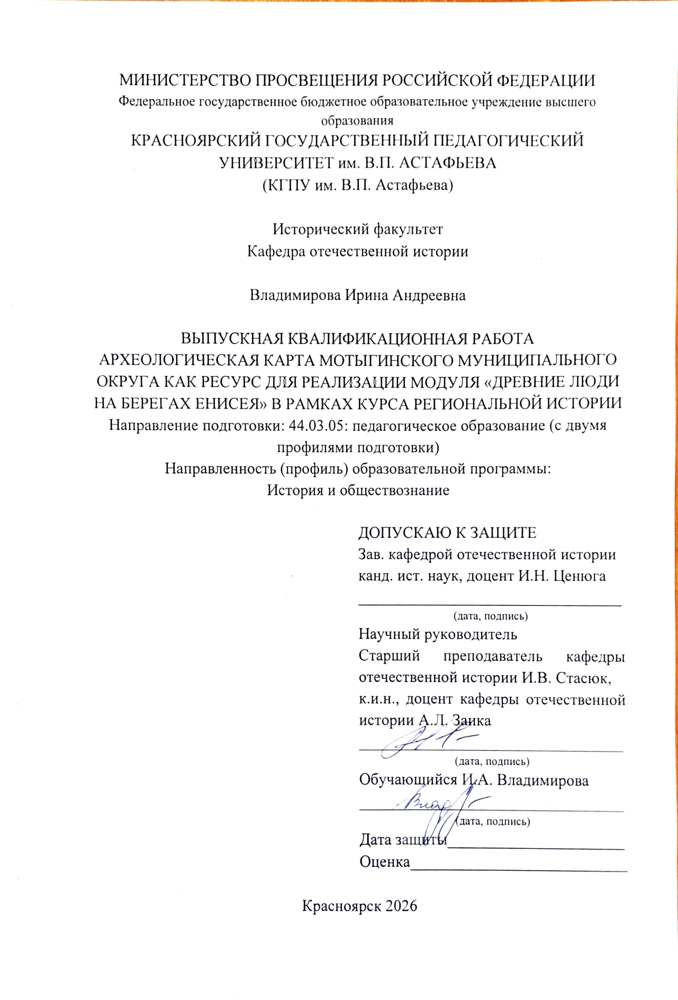 МИНИСТЕРСТВО ПРОСВЕЩЕНИЯ РОССИЙСКОЙ ФЕДЕРАЦИИ
Федеральное государственное бюджетное образовательное учреждение высшего
образования
КРАСНОЯРСКИЙ ГОСУДАРСТВЕННЫЙ ПЕДАГОГИЧЕСКИЙ
УНИВЕРСИТЕТ им. В.П. АСТАФЬЕВА
(КГПУ им. В.П. Астафьева)
Исторический факультет
Кафедра отечественной истории
Владимирова Ирина Андреевна
ВЫПУСКНАЯ КВАЛИФИКАЦИОННАЯ РАБОТА
АРХЕОЛОГИЧЕСКАЯ КАРТА МОТЫГИНСКОГО МУНИЦИПАЛЬНОГО
ОКРУГА КАК РЕСУРС ДЛЯ РЕАЛИЗАЦИИ МОДУЛЯ «ДРЕВНИЕ ЛЮДИ
НА БЕРЕГАХ ЕНИСЕЯ» В РАМКАХ КУРСА РЕГИОНАЛЬНОЙ ИСТОРИИ
Направление подготовки: 44.03.05: педагогическое образование (с двумя
профилями подготовки)
Направленность (профиль) образовательной программы:
История и обществознание
ДОПУСКАЮ К ЗАЩИТЕ
Зав. кафедрой отечественной истории
канд. ист. наук, доцент И.Н. Ценюга
(дата, подпись)
Научный руководитель
Старший преподаватель кафедры
отечественной истории И.В. Стасюк,
к.и.н., доцент кафедры отечественной
истории А.Л. Заика
(дата, подпись)
Обучающийся И.А. Владимирова
(дата, подпись)
Дата защиты
Оценка
Красноярск 2026